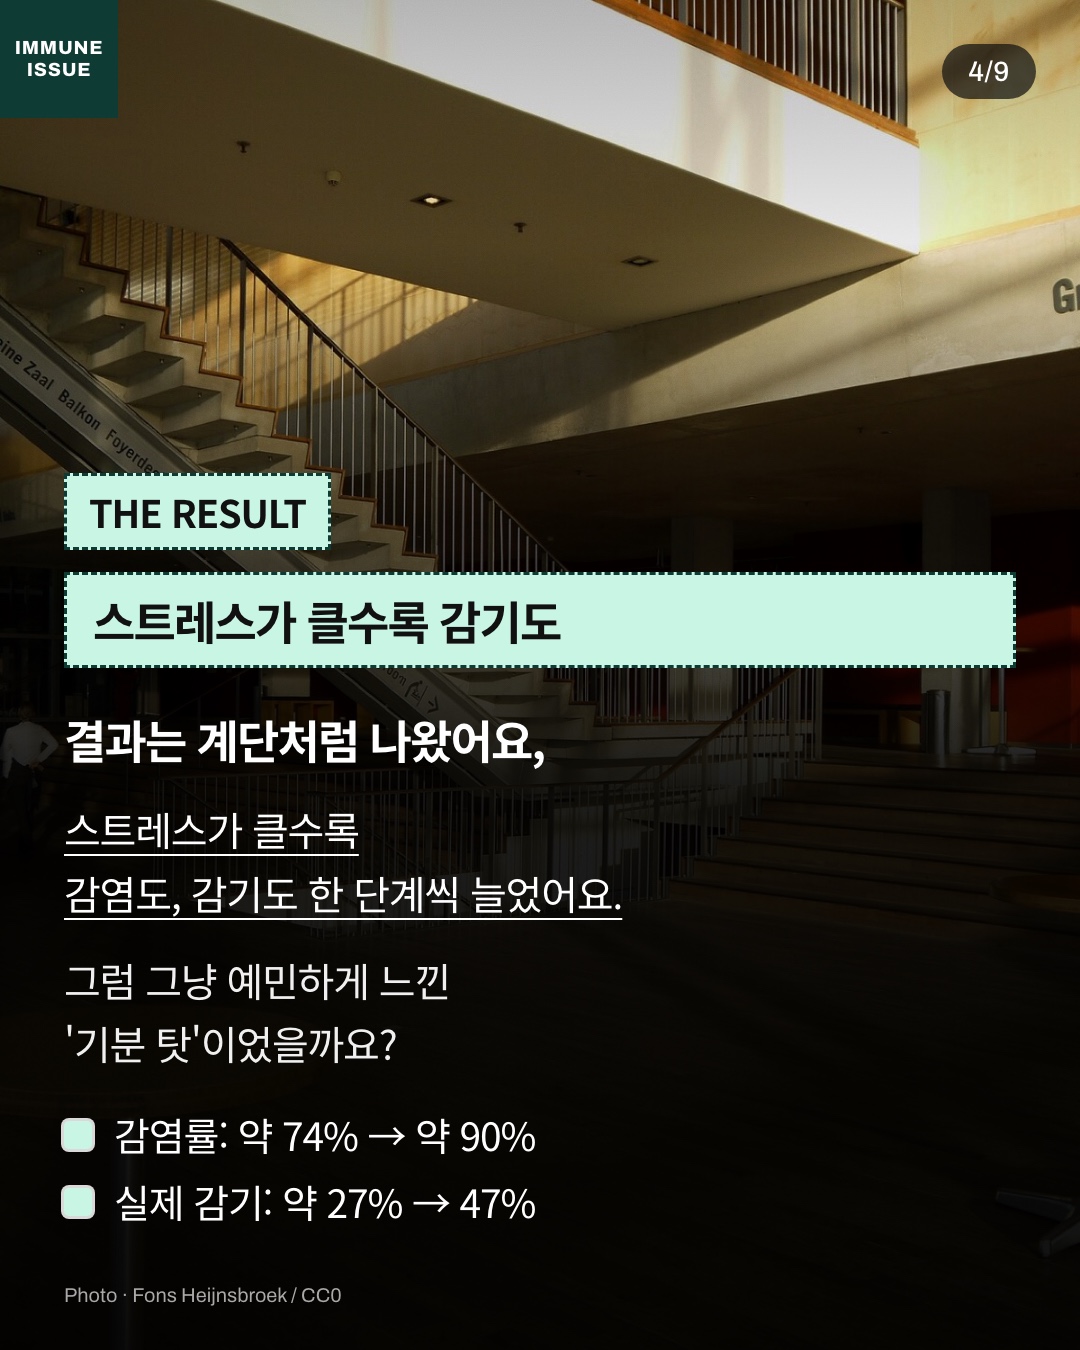 IMMUNE
ISSUE
4/9
eine Zaal Balkon Foyerde
THE RESULT
스트레스가 클수록 감기도
결과는 계단처럼 나왔어요,
스트레스가 클수록
감염도, 감기도 한 단계씩 늘었어요.
그럼 그냥 예민하게 느낀
'기분 탓'이었을까요?
감염률: 약 74% → 약 90%
실제 감기: 약 27% → 47%
Photo · Fons Heijnsbroek / CC0